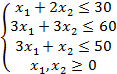 x₁ + 2x₂ ≤ 30
3x₁ + 3x₂ ≤ 60
3x₁ + x₂ ≤ 50
x₁, x₂ ≥ 0